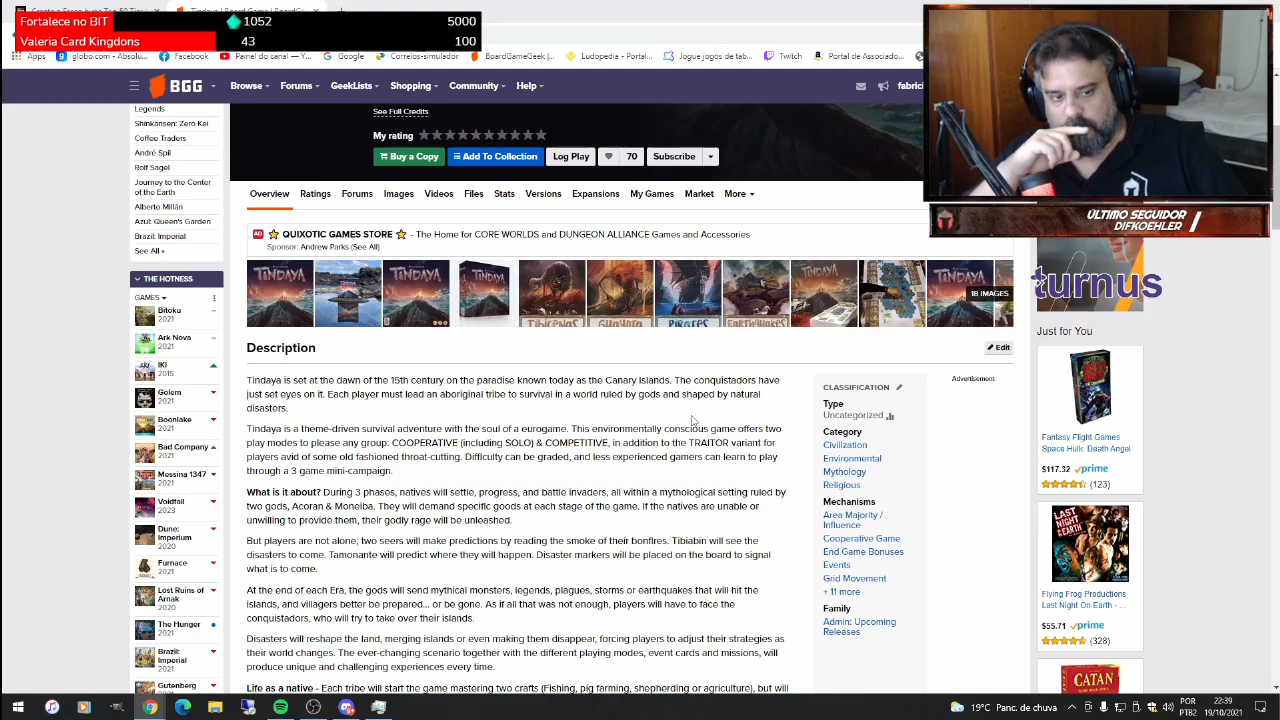 Create a Fierce
Tindaya | Board Game | BoardG
Fortalece no BIT 1052 5000
Valeria Card Kingdons 43 100
Apps globo.com - Absolu... Facebook Painel do canal — Y... Google Correios-simulador BoardGameGeek |... Ludopedia - Portal... Jogue jogos de tab... Twitch Portal de Associado...
BGG Browse Forums GeekLists Shopping Community Help fabrici
Legends
Shinkansen: Zero Kei
Coffee Traders
André Spil
Rolf Sagel
Journey to the Center
of the Earth
Alberto Millán
Azul: Queen's Garden
Brazil: Imperial
See All »
THE HOTNESS
GAMES
Bitoku
2021
Ark Nova
2021
IKI
2015
Golem
2021
Boonlake
2021
Bad Company
2021
Messina 1347
2021
Voidfall
2023
Dune:
Imperium
2020
Furnace
2021
Lost Ruins of
Arnak
2020
The Hunger
2021
Brazil:
Imperial
2021
Gutenberg
See Full Credits
My rating
Buy a Copy Add To Collection Log Play 70 Subscribe
Overview Ratings Forums Images Videos Files Stats Versions Expansions My Games Market More
AD QUIXOTIC GAMES STORE - The Home for CORE WORLDS and DUNGEON ALLIANCE Games and Accessories
Sponsor: Andrew Parks (See All)
TINDAYA
TINDAYA
TINDAYA
TIBICENAS
GUAYOTA
PIRATES
EARTHQUAKES
TINDAYA
TINDAYA
18 IMAGES
Description
Edit
Tindaya is set at the dawn of the 15th century on the paradise known today as the Canary Islands. The conquistadors have
just set eyes on it. Each player must lead an aboriginal tribe to survival in a world ruled by gods and shaped by natural
disasters.
Tindaya is a theme-driven survival adventure with the soul of a eurogame. This environmentally conscious game offers two
play modes to please any group: COOPERATIVE (including SOLO) & COMPETITIVE, in addition to the TRAITOR variant for
players avid of some backstabbing and threat-cutting. Difficulty can be graded, and less experienced gamers can learn to play
through a 3 game mini-campaign.
What is it about? During 3 phases, natives will settle, progress, and battle invaders, all within a mythological setting ruled by
two gods, Acoran & Moneiba. They will demand specific goods at each stage of the game. If the natives are unable or
unwilling to provide them, their godly rage will be unleashed.
But players are not alone; two seers will make predictions by reading the smoke of their bonfires. Tibiabin will see the
disasters to come. Tamonante will predict where they will happen. Disaster markers will be placed on the board to signal
what is to come.
At the end of each Era, the gods will send mythical monsters, legends, plagues, storms or earthquakes that will hit the
islands, and villagers better be prepared... or be gone. As if all that was not enough, players will have to face the
conquistadors, who will try to take over their islands.
Disasters will reshape the land, merging islands or even making them disappear, forcing players to adjust their strategies as
their world changes. The ever changing scenario together with the different playing modes, event cards and missions, will
produce unique and challenging experiences every time.
Life as a native - Each tribe will start the game mastering two crafts (Fishing, pig farming, shepherding or agriculture), but will
CLASSIFICATION
Type
Uncategorized
Category
Civilization
Environmental
Mythology
Religious
Mechanisms
Area Majority /
Influence
Cooperative Game
End Game Bonuses
Events
Grid Movement
+ 11 more
Family
Admin: Upcoming
Releases
Advertisement
ÚLTIMO SEGUIDOR
DIFKOEHLER
turnus
Just for You
Fantasy Flight Games
Space Hulk: Death Angel
$117.32 prime
(123)
LAST NIGHT ON EARTH
Flying Frog Productions
Last Night On Earth - ...
$55.71 prime
(328)
CATAN
19°C Pancadas de chuva
POR
PTB2
22:39
19/10/2021